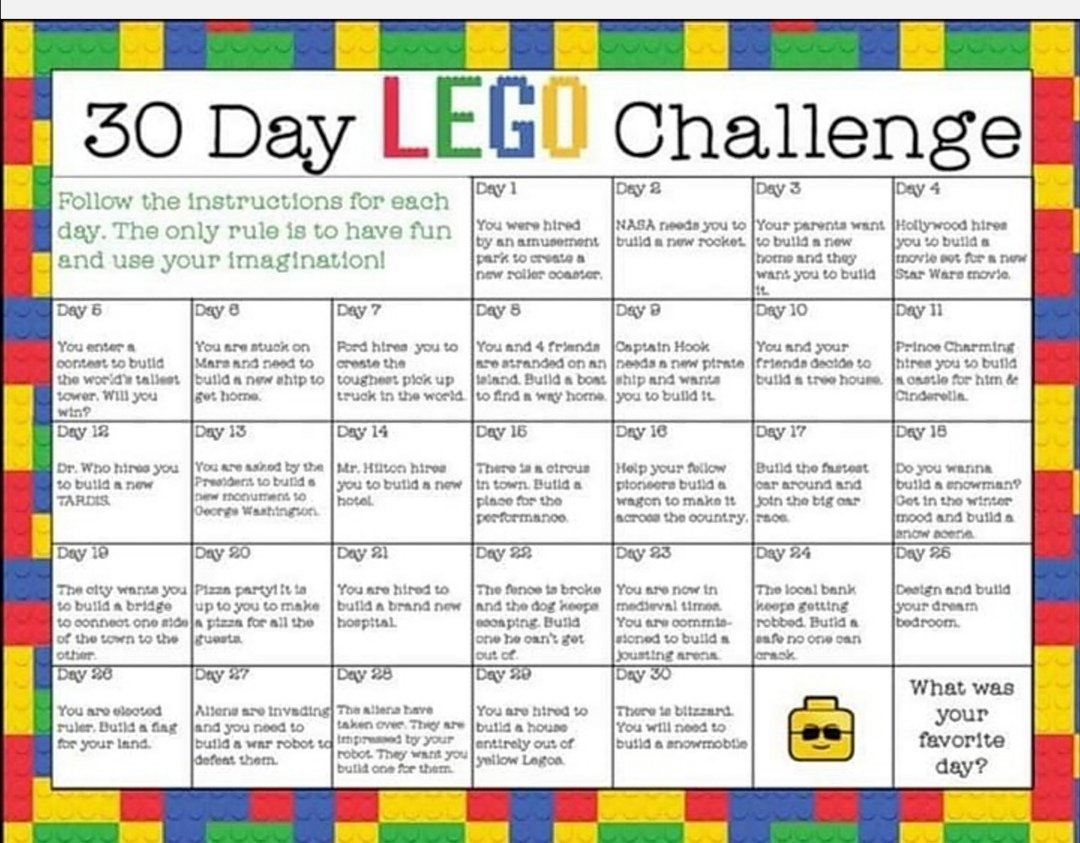 30 Day LEGO Challenge
Follow the instructions for each
day. The only rule is to have fun
and use your imagination!
Day 1
You were hired
by an amusement
park to create a
new roller coaster.
Day 2
NASA needs you to
build a new rocket.
Day 3
Your parents want
to build a new
home and they
want you to build
it.
Day 4
Hollywood hires
you to build a
movie set for a new
Star Wars movie.
Day 5
You enter a
contest to build
the world's tallest
tower. Will you
win?
Day 6
You are stuck on
Mars and need to
build a new ship to
get home.
Day 7
Ford hires you to
create the
toughest pick up
truck in the world.
Day 8
You and 4 friends
are stranded on an
island. Build a boat
to find a way home.
Day 9
Captain Hook
needs a new pirate
ship and wants
you to build it.
Day 10
You and your
friends decide to
build a tree house.
Day 11
Prince Charming
hires you to build
a castle for him &
Cinderella.
Day 12
Dr. Who hires you
to build a new
TARDIS.
Day 13
You are asked by the
President to build a
new monument to
George Washington.
Day 14
Mr. Hilton hires
you to build a new
hotel.
Day 15
There is a circus
in town. Build a
place for the
performance.
Day 16
Help your fellow
pioneers build a
wagon to make it
across the country.
Day 17
Build the fastest
car around and
join the big car
race.
Day 18
Do you wanna
build a snowman?
Get in the winter
mood and build a
snow scene.
Day 19
The city wants you
to build a bridge
to connect one side
of the town to the
other.
Day 20
Pizza party! It is
up to you to make
a pizza for all the
guests.
Day 21
You are hired to
build a brand new
hospital.
Day 22
The fence is broke
and the dog keeps
escaping. Build
one he can't get
out of.
Day 23
You are now in
medieval times.
You are commis-
sioned to build a
jousting arena.
Day 24
The local bank
keeps getting
robbed. Build a
safe no one can
crack.
Day 25
Design and build
your dream
bedroom.
Day 26
You are elected
ruler. Build a flag
for your land.
Day 27
Aliens are invading
and you need to
build a war robot to
defeat them.
Day 28
The aliens have
taken over. They are
impressed by your
robot. They want you
build one for them.
Day 29
You are hired to
build a house
entirely out of
yellow Legos.
Day 30
There is blizzard.
You will need to
build a snowmobile
What was
your
favorite
day?